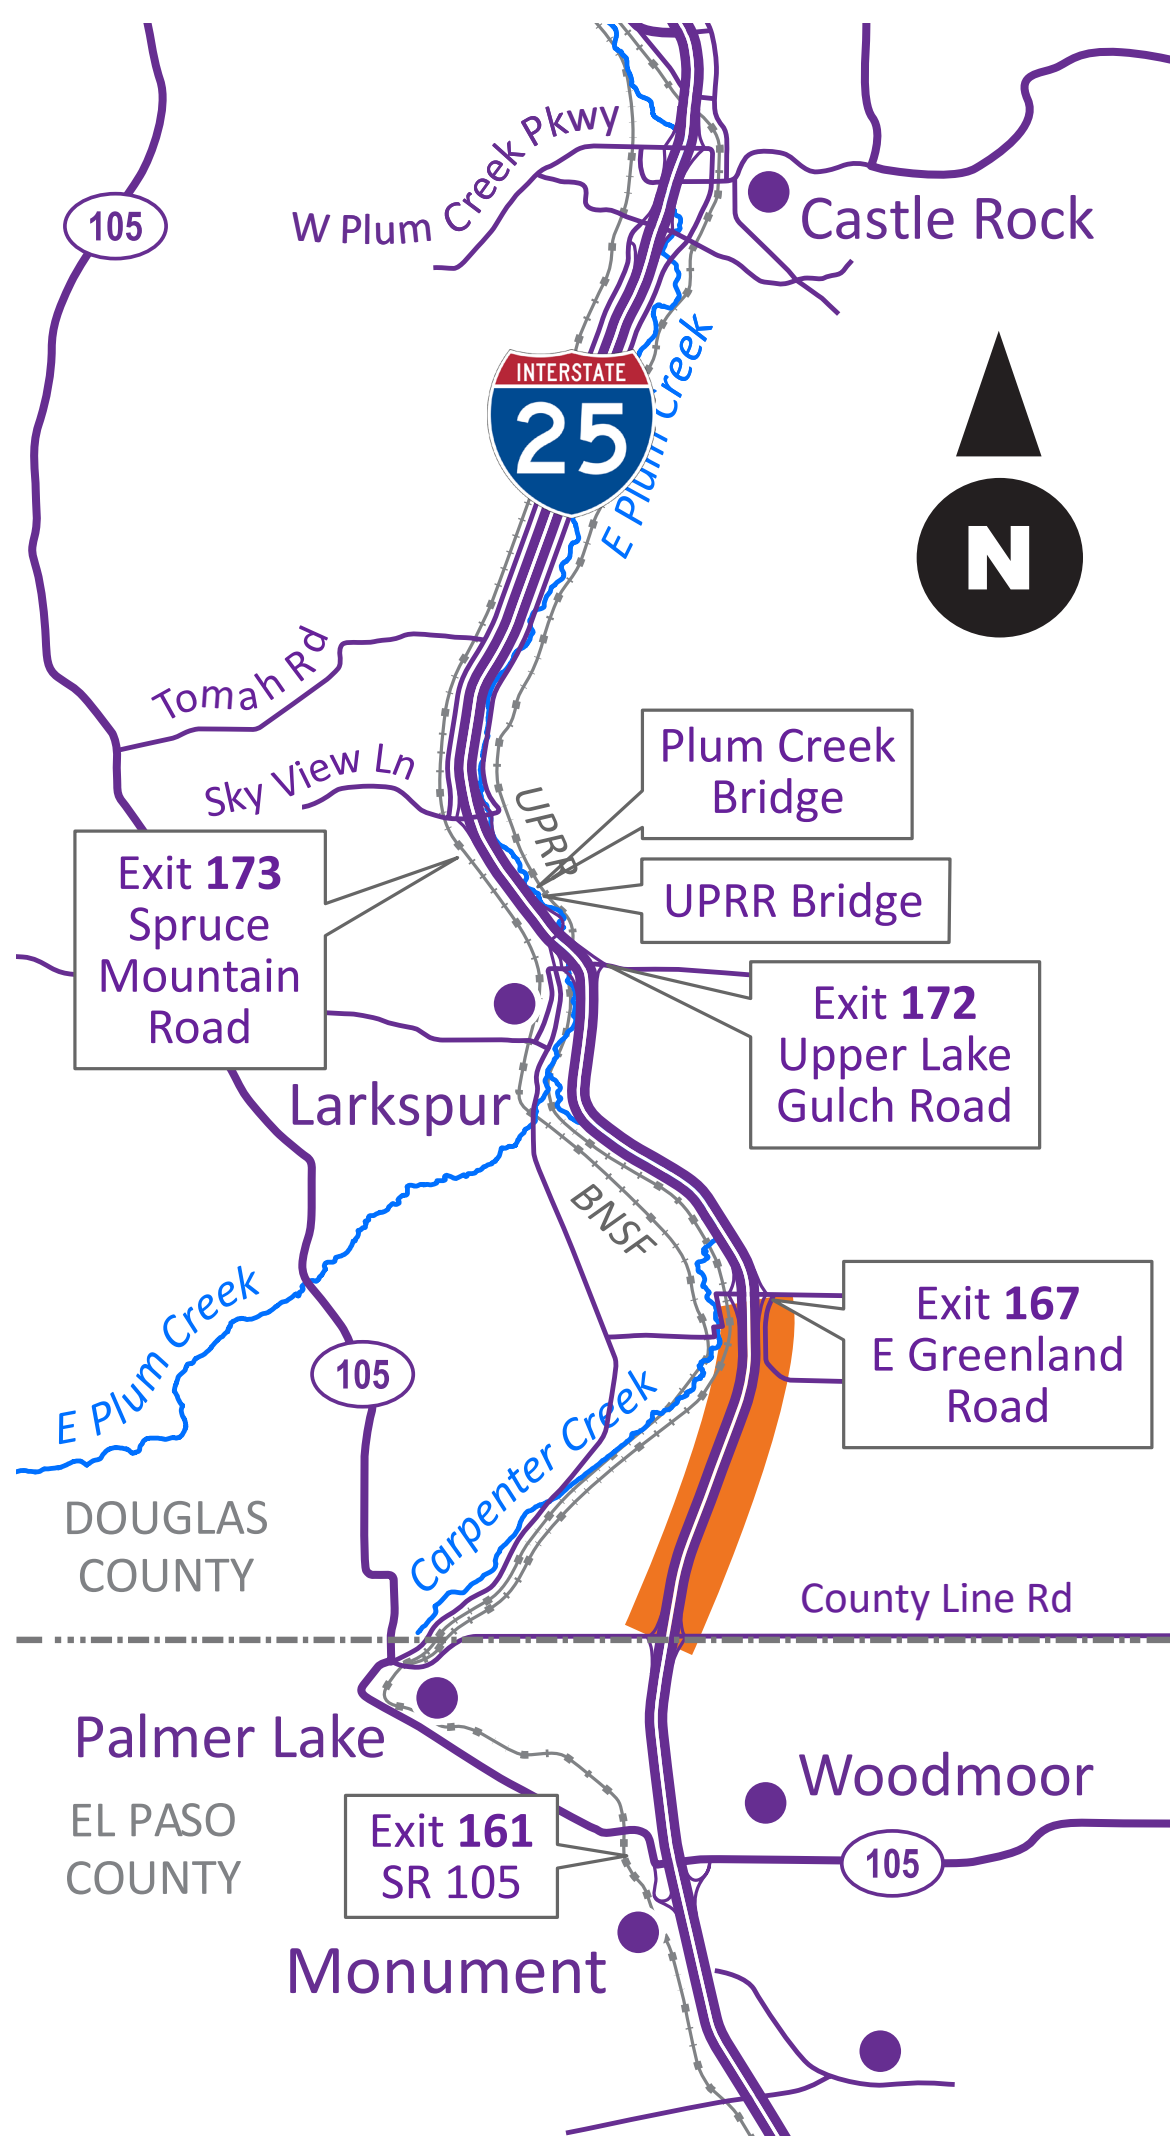 W Plum Creek Pkwy
105
Castle Rock
INTERSTATE
25
E Plum Creek
N
Tomah Rd
Plum Creek
Bridge
Sky View Ln
UPRR
Exit 173
Spruce
Mountain
Road
UPRR Bridge
Exit 172
Upper Lake
Gulch Road
Larkspur
BNSF
Exit 167
E Greenland
Road
E Plum Creek
105
Carpenter Creek
DOUGLAS
COUNTY
County Line Rd
Palmer Lake
Woodmoor
EL PASO
COUNTY
Exit 161
SR 105
105
Monument